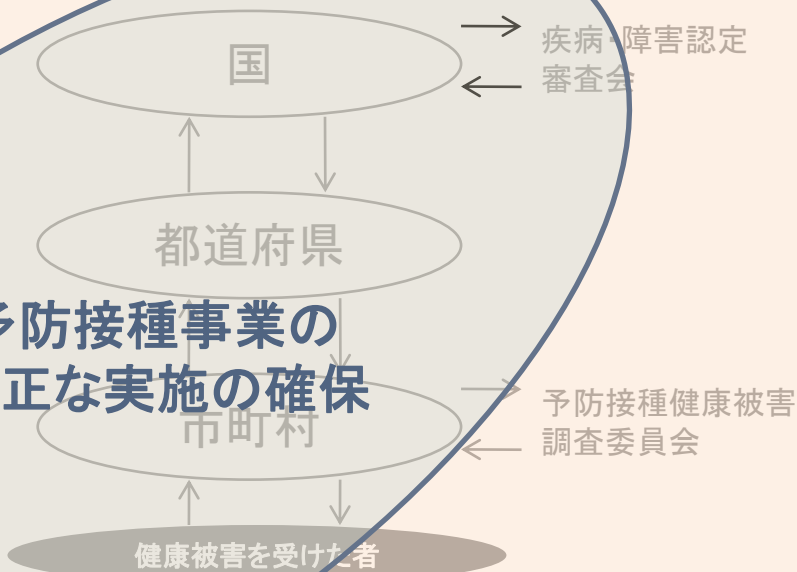 国
疾病・障害認定
審査会
都道府県
予防接種事業の
正な実施の確保
市町村
予防接種健康被害
調査委員会
健康被害を受けた者